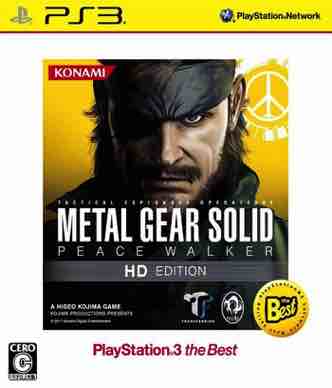 PS3
PlayStation®Network
KONAMI
TACTICAL ESPIONAGE OPERATIONS
METAL GEAR SOLID
PEACE WALKER
HD EDITION
A HIDEO KOJIMA GAME
KOJIMA PRODUCTIONS PRESENTS
TRANSFARRING
the Best
PlayStation®3 the Best
CERO
C